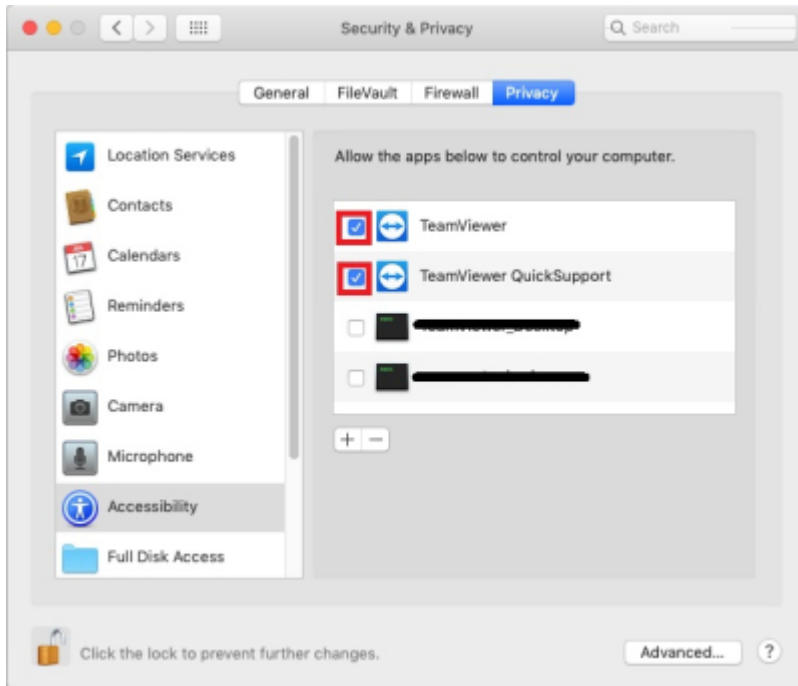 Security & Privacy
Search
General
FileVault
Firewall
Privacy
Location Services
Contacts
Calendars
Reminders
Photos
Camera
Microphone
Accessibility
Full Disk Access
Allow the apps below to control your computer.
TeamViewer
TeamViewer QuickSupport
+
−
Click the lock to prevent further changes.
Advanced...
?